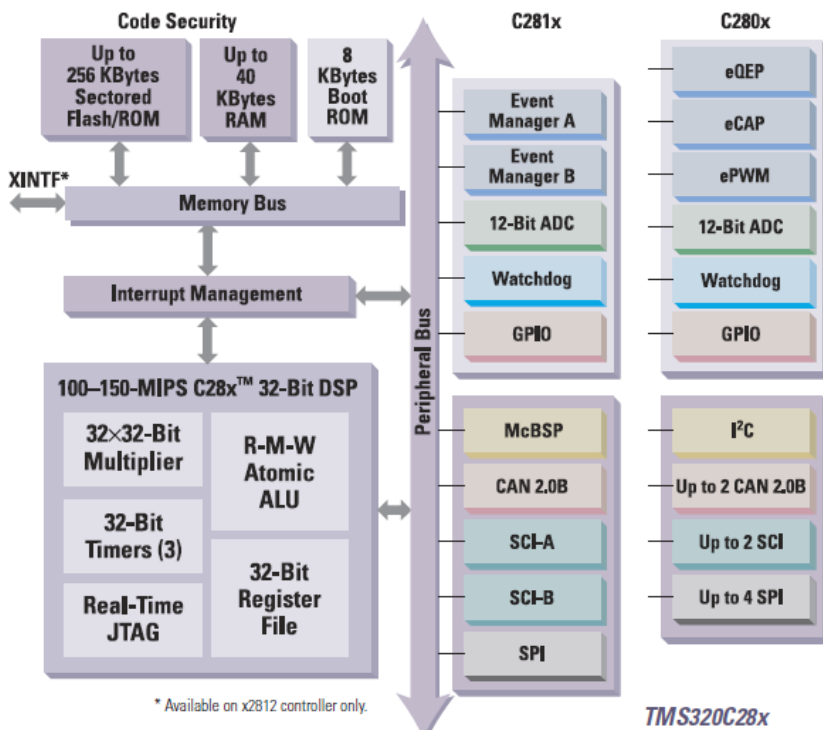 Code Security
Up to
256 KBytes
Sectored
Flash/ROM
Up to
40
KBytes
RAM
8
KBytes
Boot
ROM
XINTF*
Memory Bus
Interrupt Management
100–150-MIPS C28x™ 32-Bit DSP
32×32-Bit
Multiplier
R-M-W
Atomic
ALU
32-Bit
Timers (3)
32-Bit
Register
File
Real-Time
JTAG
* Available on x2812 controller only.
Peripheral Bus
C281x
Event
Manager A
Event
Manager B
12-Bit ADC
Watchdog
GPIO
McBSP
CAN 2.0B
SCI-A
SCI-B
SPI
C280x
eQEP
eCAP
ePWM
12-Bit ADC
Watchdog
GPIO
I²C
Up to 2 CAN 2.0B
Up to 2 SCI
Up to 4 SPI
TMS320C28x